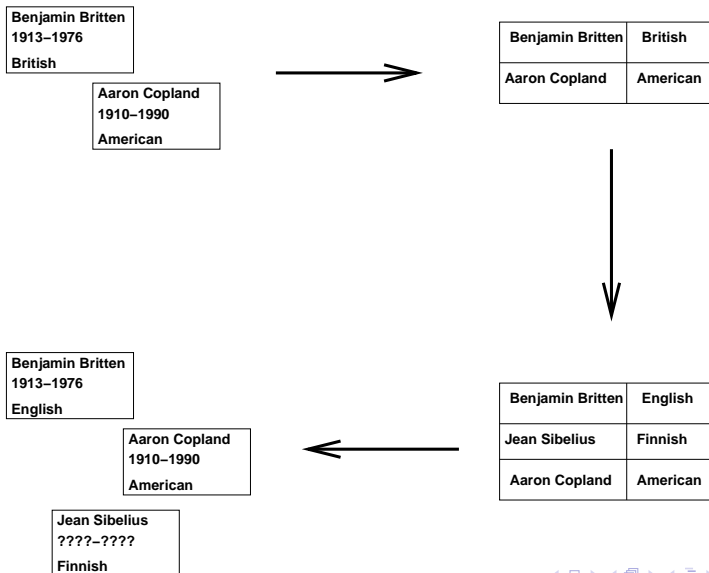 Benjamin Britten
1913–1976
British
Aaron Copland
1910–1990
American
Benjamin Britten British
Aaron Copland American
Benjamin Britten
1913–1976
English
Aaron Copland
1910–1990
American
Jean Sibelius
????–????
Finnish
Benjamin Britten English
Jean Sibelius Finnish
Aaron Copland American